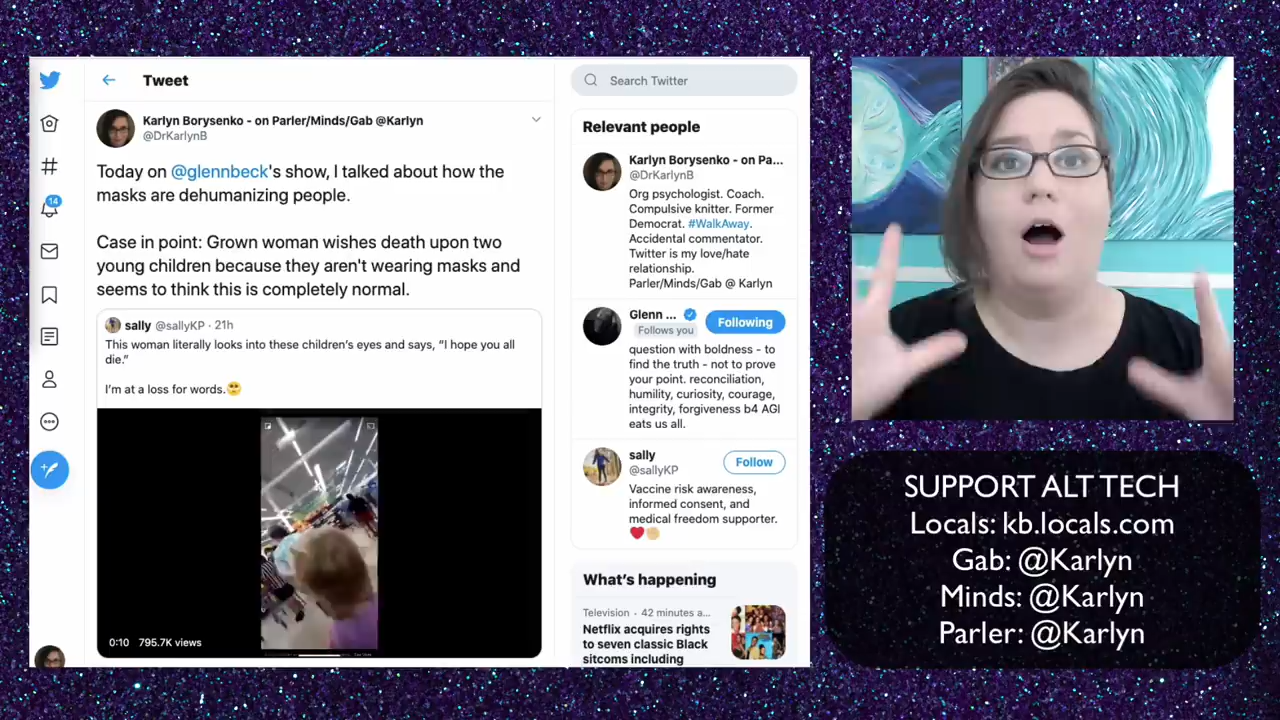 Tweet
Karlyn Borysenko - on Parler/Minds/Gab @Karlyn
@DrKarlynB
Today on @glennbeck's show, I talked about how the
masks are dehumanizing people.
Case in point: Grown woman wishes death upon two
young children because they aren't wearing masks and
seems to think this is completely normal.
sally @sallyKP · 21h
This woman literally looks into these children's eyes and says, "I hope you all
die."
I'm at a loss for words.🥺
0:10 795.7K views
14
Search Twitter
Relevant people
Karlyn Borysenko - on Pa...
@DrKarlynB
Org psychologist. Coach.
Compulsive knitter. Former
Democrat. #WalkAway.
Accidental commentator.
Twitter is my love/hate
relationship.
Parler/Minds/Gab @ Karlyn
Glenn ...
Follows you
Following
question with boldness - to
find the truth - not to prove
your point. reconciliation,
humility, curiosity, courage,
integrity, forgiveness b4 AGI
eats us all.
sally
@sallyKP
Follow
Vaccine risk awareness,
informed consent, and
medical freedom supporter.
❤️✊🏼
What's happening
Television · 42 minutes a...
Netflix acquires rights
to seven classic Black
sitcoms including
SUPPORT ALT TECH
Locals: kb.locals.com
Gab: @Karlyn
Minds: @Karlyn
Parler: @Karlyn